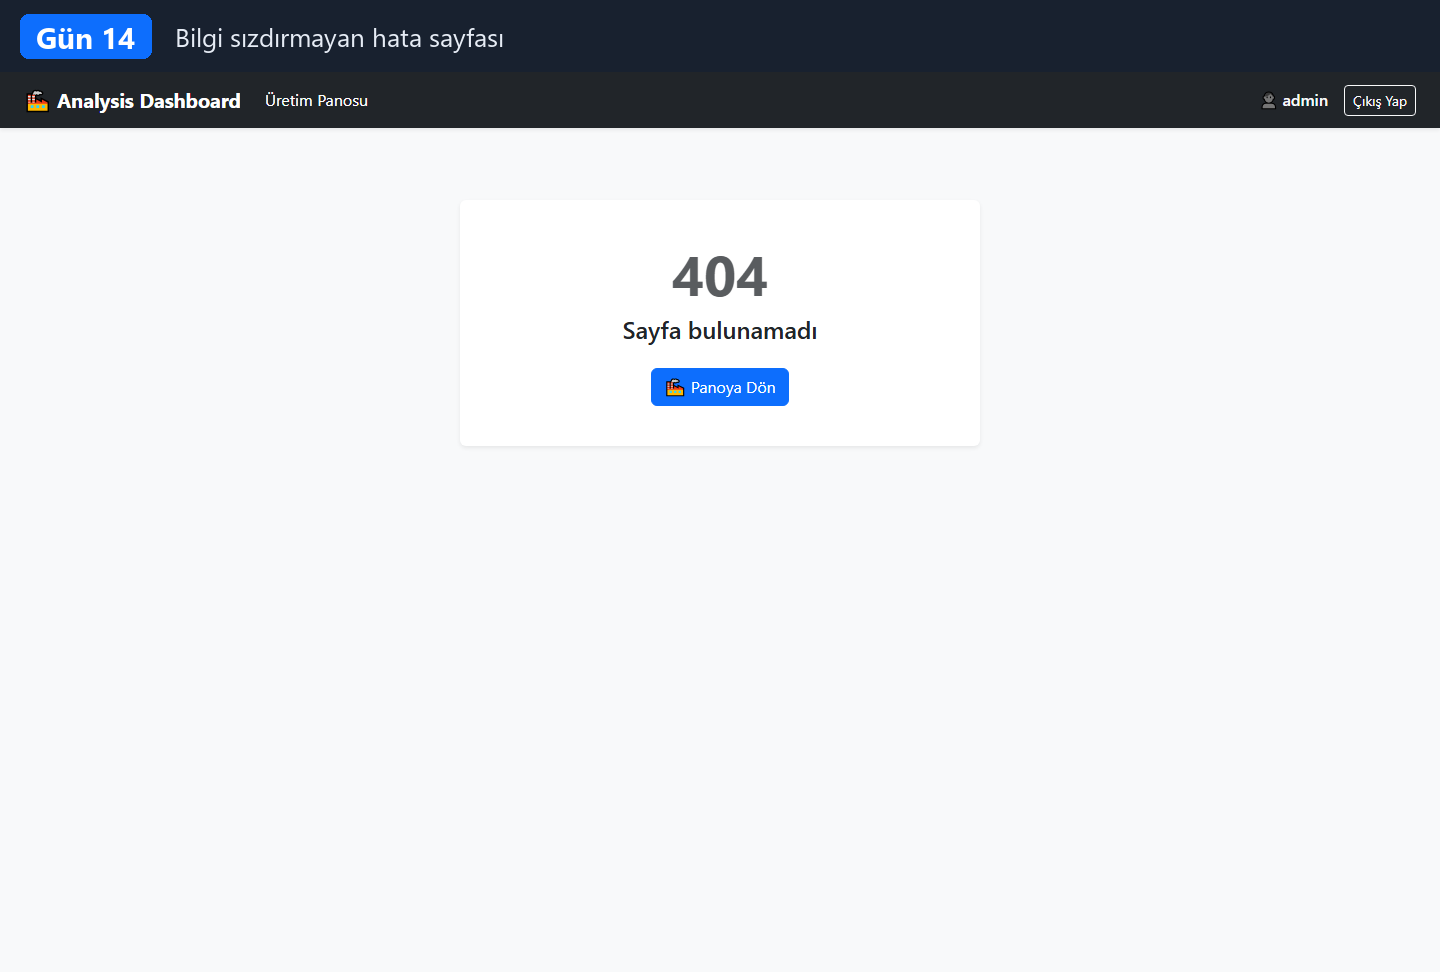 Gün 14 Bilgi sızdırmayan hata sayfası
Analysis Dashboard Üretim Panosu admin Çıkış Yap
404
Sayfa bulunamadı
Panoya Dön